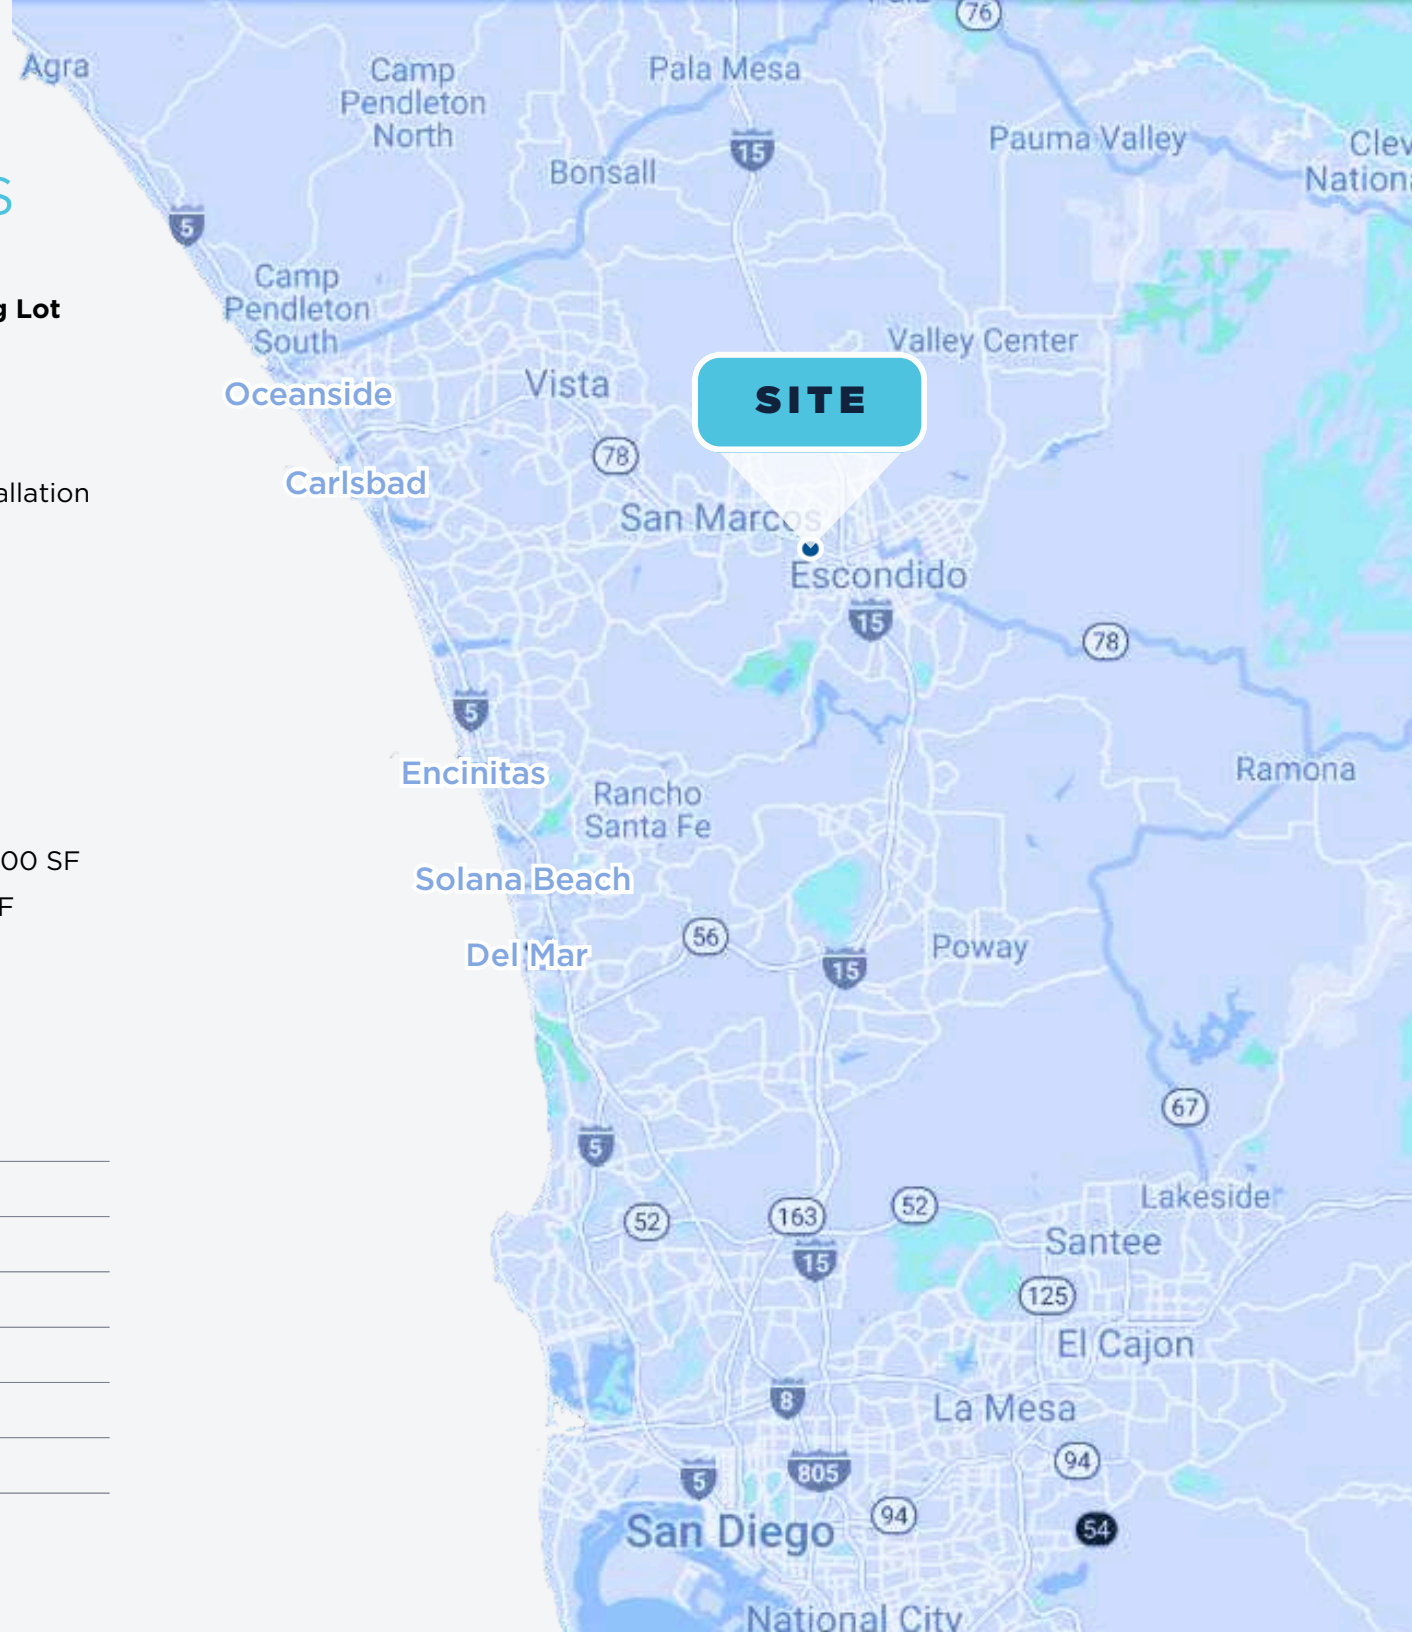 76
Agra
Camp
Pendleton
North
Pala Mesa
15
Pauma Valley
Clev
Nationa
Bonsall
S
5
Camp
Pendleton
South
g Lot
Valley Center
Oceanside
Vista
SITE
78
Carlsbad
allation
San Marcos
Escondido
15
78
5
Encinitas
Rancho
Santa Fe
Ramona
00 SF
Solana Beach
F
56
Del Mar
15
Poway
67
5
52
163
52
Lakeside
15
Santee
125
El Cajon
8
La Mesa
94
5
805
94
54
San Diego
National City